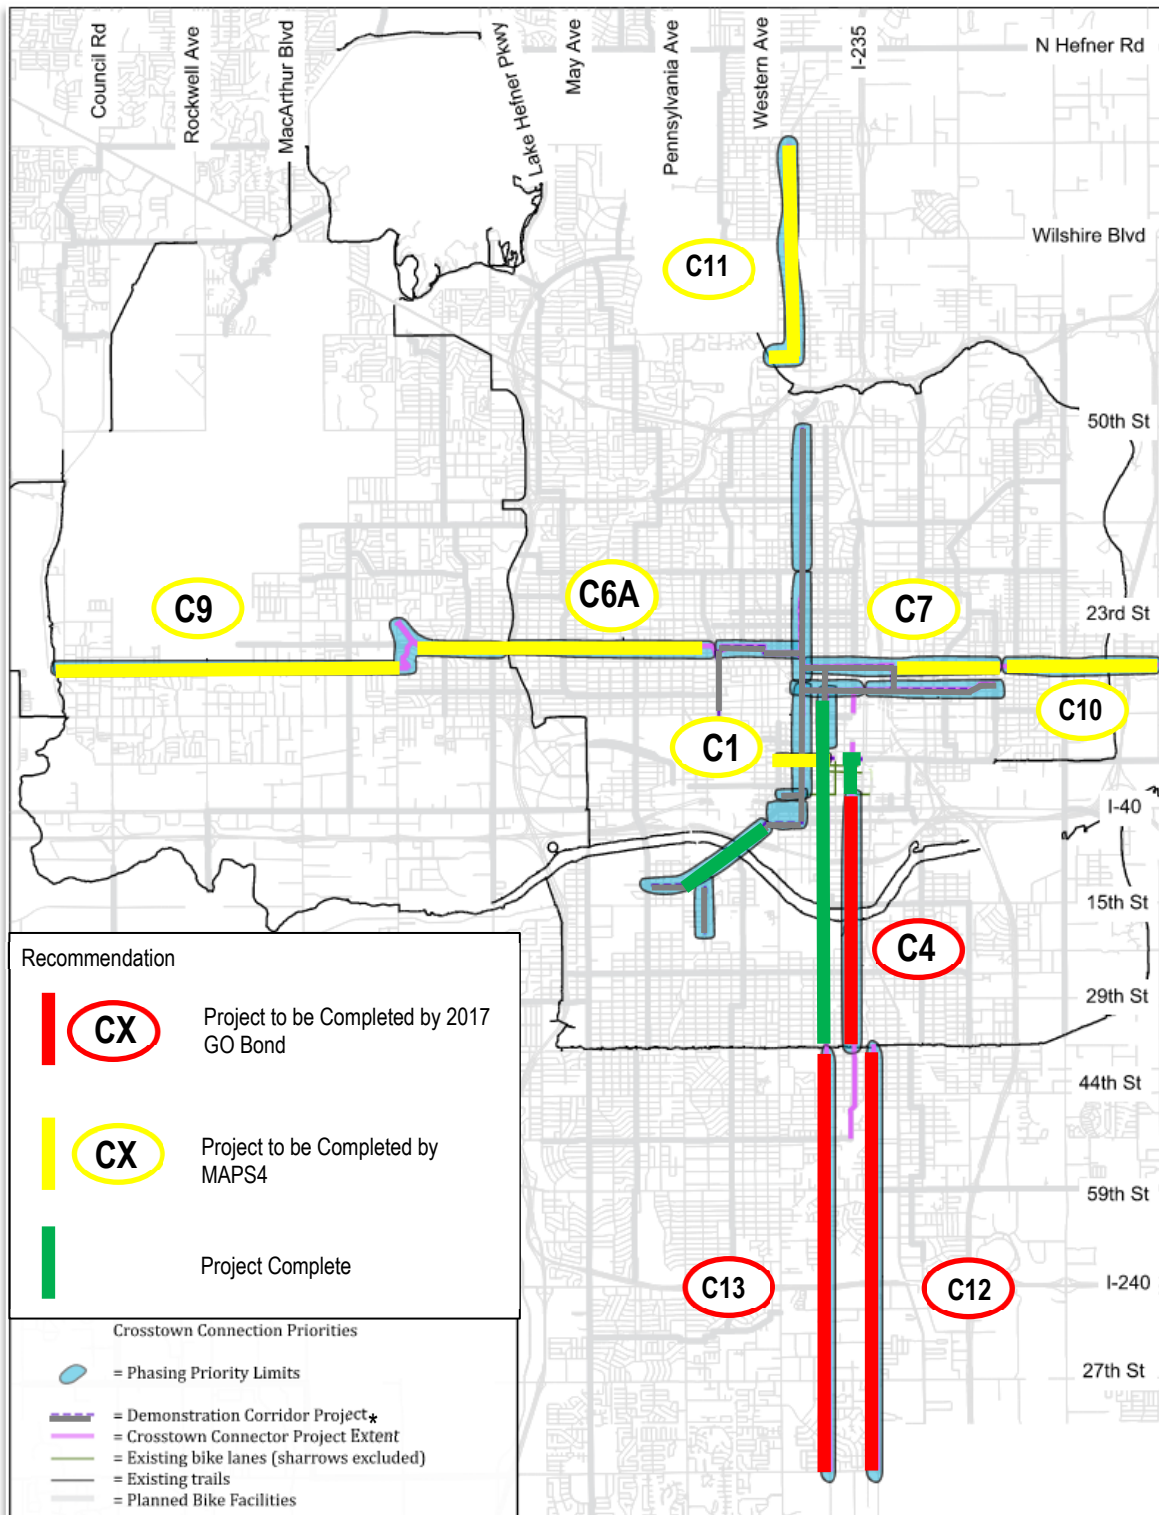 Council Rd
Rockwell Ave
MacArthur Blvd
Lake Hefner Pkwy
May Ave
Pennsylvania Ave
Western Ave
I-235
N Hefner Rd
Wilshire Blvd
C11
50th St
C9
C6A
C7
23rd St
C10
C1
I-40
15th St
C4
29th St
44th St
59th St
C13
C12
I-240
27th St
Recommendation
CX
Project to be Completed by 2017
GO Bond
CX
Project to be Completed by
MAPS4
Project Complete
Crosstown Connection Priorities
= Phasing Priority Limits
= Demonstration Corridor Project*
= Crosstown Connector Project Extent
= Existing bike lanes (sharrows excluded)
= Existing trails
= Planned Bike Facilities